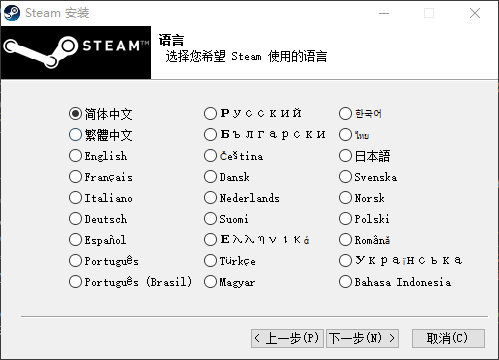 Steam 安装
STEAM™
语言
选择您希望 Steam 使用的语言
简体中文 Русский 한국어
繁體中文 Български ไทย
English Čeština 日本語
Français Dansk Svenska
Italiano Nederlands Norsk
Deutsch Suomi Polski
Español Ελληνικά Română
Português Türkçe Українська
Português (Brasil) Magyar Bahasa Indonesia
< 上一步(P) 下一步(N) > 取消(C)